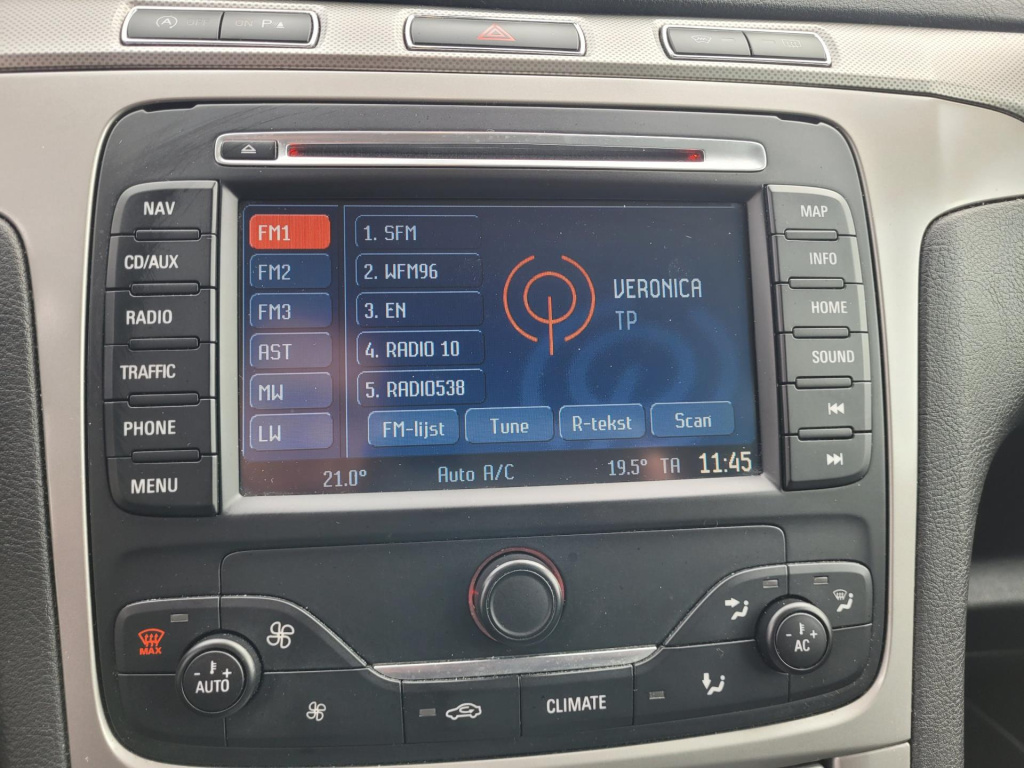 OFF ON P
NAV
CD/AUX
RADIO
TRAFFIC
PHONE
MENU
FM1
FM2
FM3
AST
MW
LW
1. SFM
2. WFM96
3. EN
4. RADIO 10
5. RADIO538
VERONICA
TP
FM-lijst Tune R-tekst Scan
21.0° Auto A/C 19.5° TA 11:45
MAP
INFO
HOME
SOUND
MAX
- + AUTO
CLIMATE
- + AC